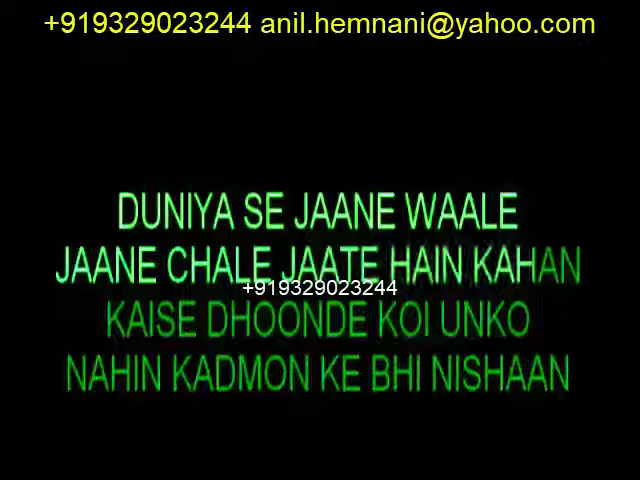 +919329023244 anil.hemnani@yahoo.com
DUNIYA SE JAANE WAALE
JAANE CHALE JAATE HAIN KAHAN
+919329023244
KAISE DHOONDE KOI UNKO
NAHIN KADMON KE BHI NISHAAN